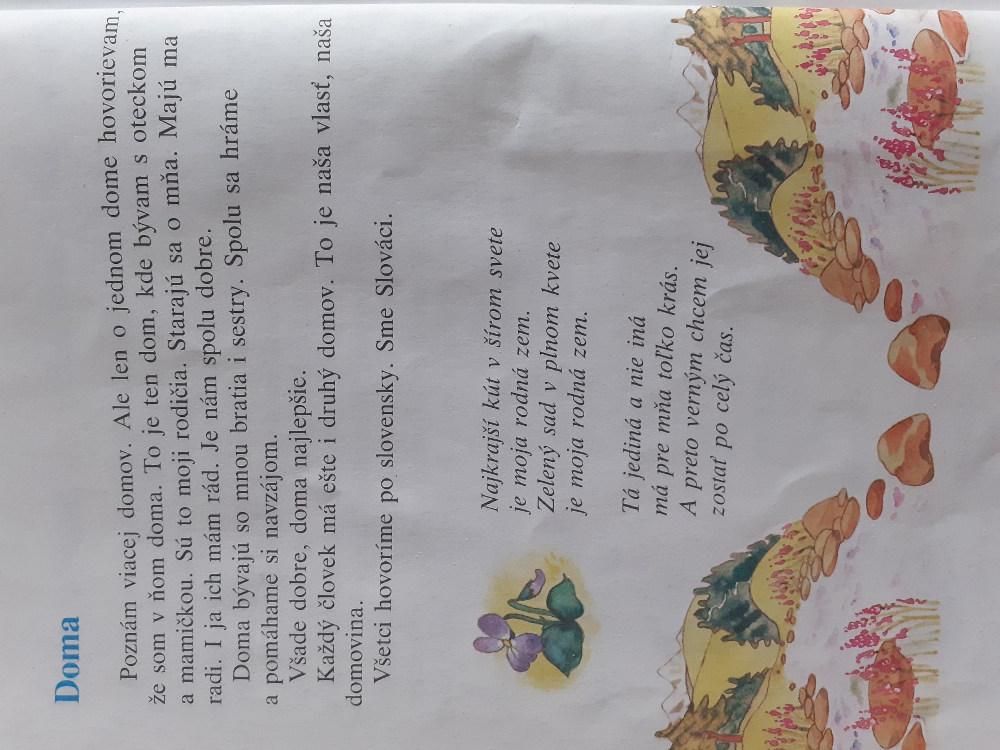 Doma
Poznám viacej domov. Ale len o jednom dome hovorievam,
že som v ňom doma. To je ten dom, kde bývam s oteckom
a mamičkou. Sú to moji rodičia. Starajú sa o mňa. Majú ma
radi. I ja ich mám rád. Je nám spolu dobre.
Doma bývajú so mnou bratia i sestry. Spolu sa hráme
a pomáhame si navzájom.
Všade dobre, doma najlepšie.
Každý človek má ešte i druhý domov. To je naša vlasť, naša
domovina.
Všetci hovoríme po slovensky. Sme Slováci.
Najkrajší kút v šírom svete
je moja rodná zem.
Zelený sad v plnom kvete
je moja rodná zem.
Tá jediná a nie iná
má pre mňa toľko krás.
A preto verným chcem jej
zostať po celý čas.